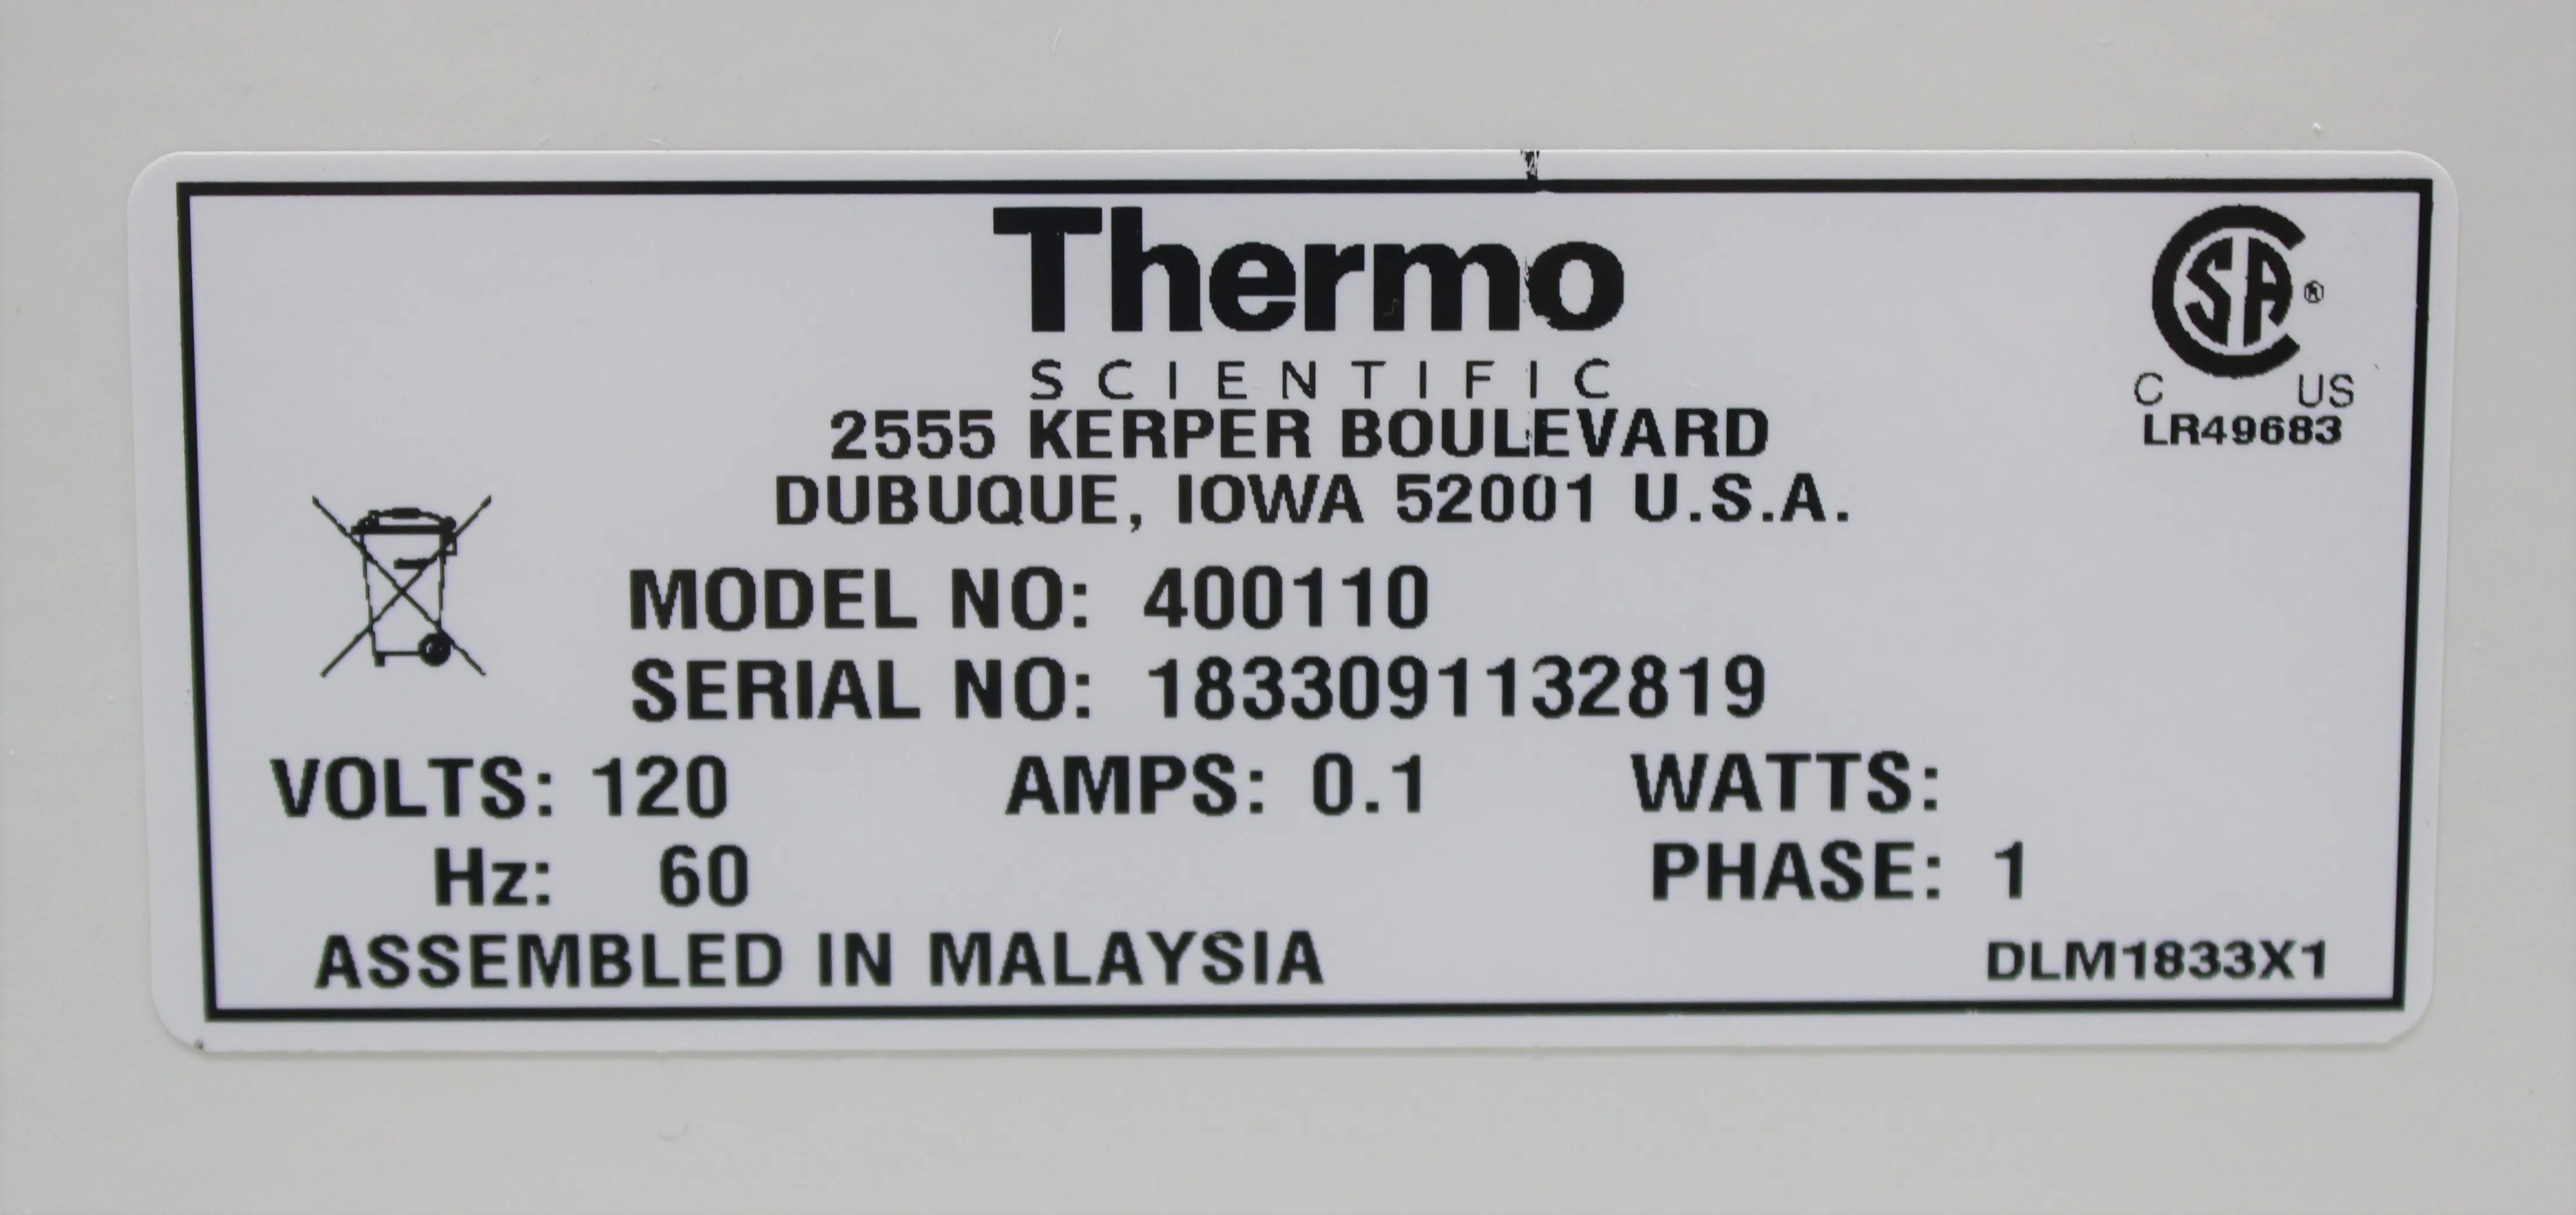 Thermo
SCIENTIFIC
2555 KERPER BOULEVARD
DUBUQUE, IOWA 52001 U.S.A.
CSA ®
C US
LR49683
MODEL NO: 400110
SERIAL NO: 1833091132819
VOLTS: 120 AMPS: 0.1 WATTS:
Hz: 60 PHASE: 1
ASSEMBLED IN MALAYSIA DLM1833X1